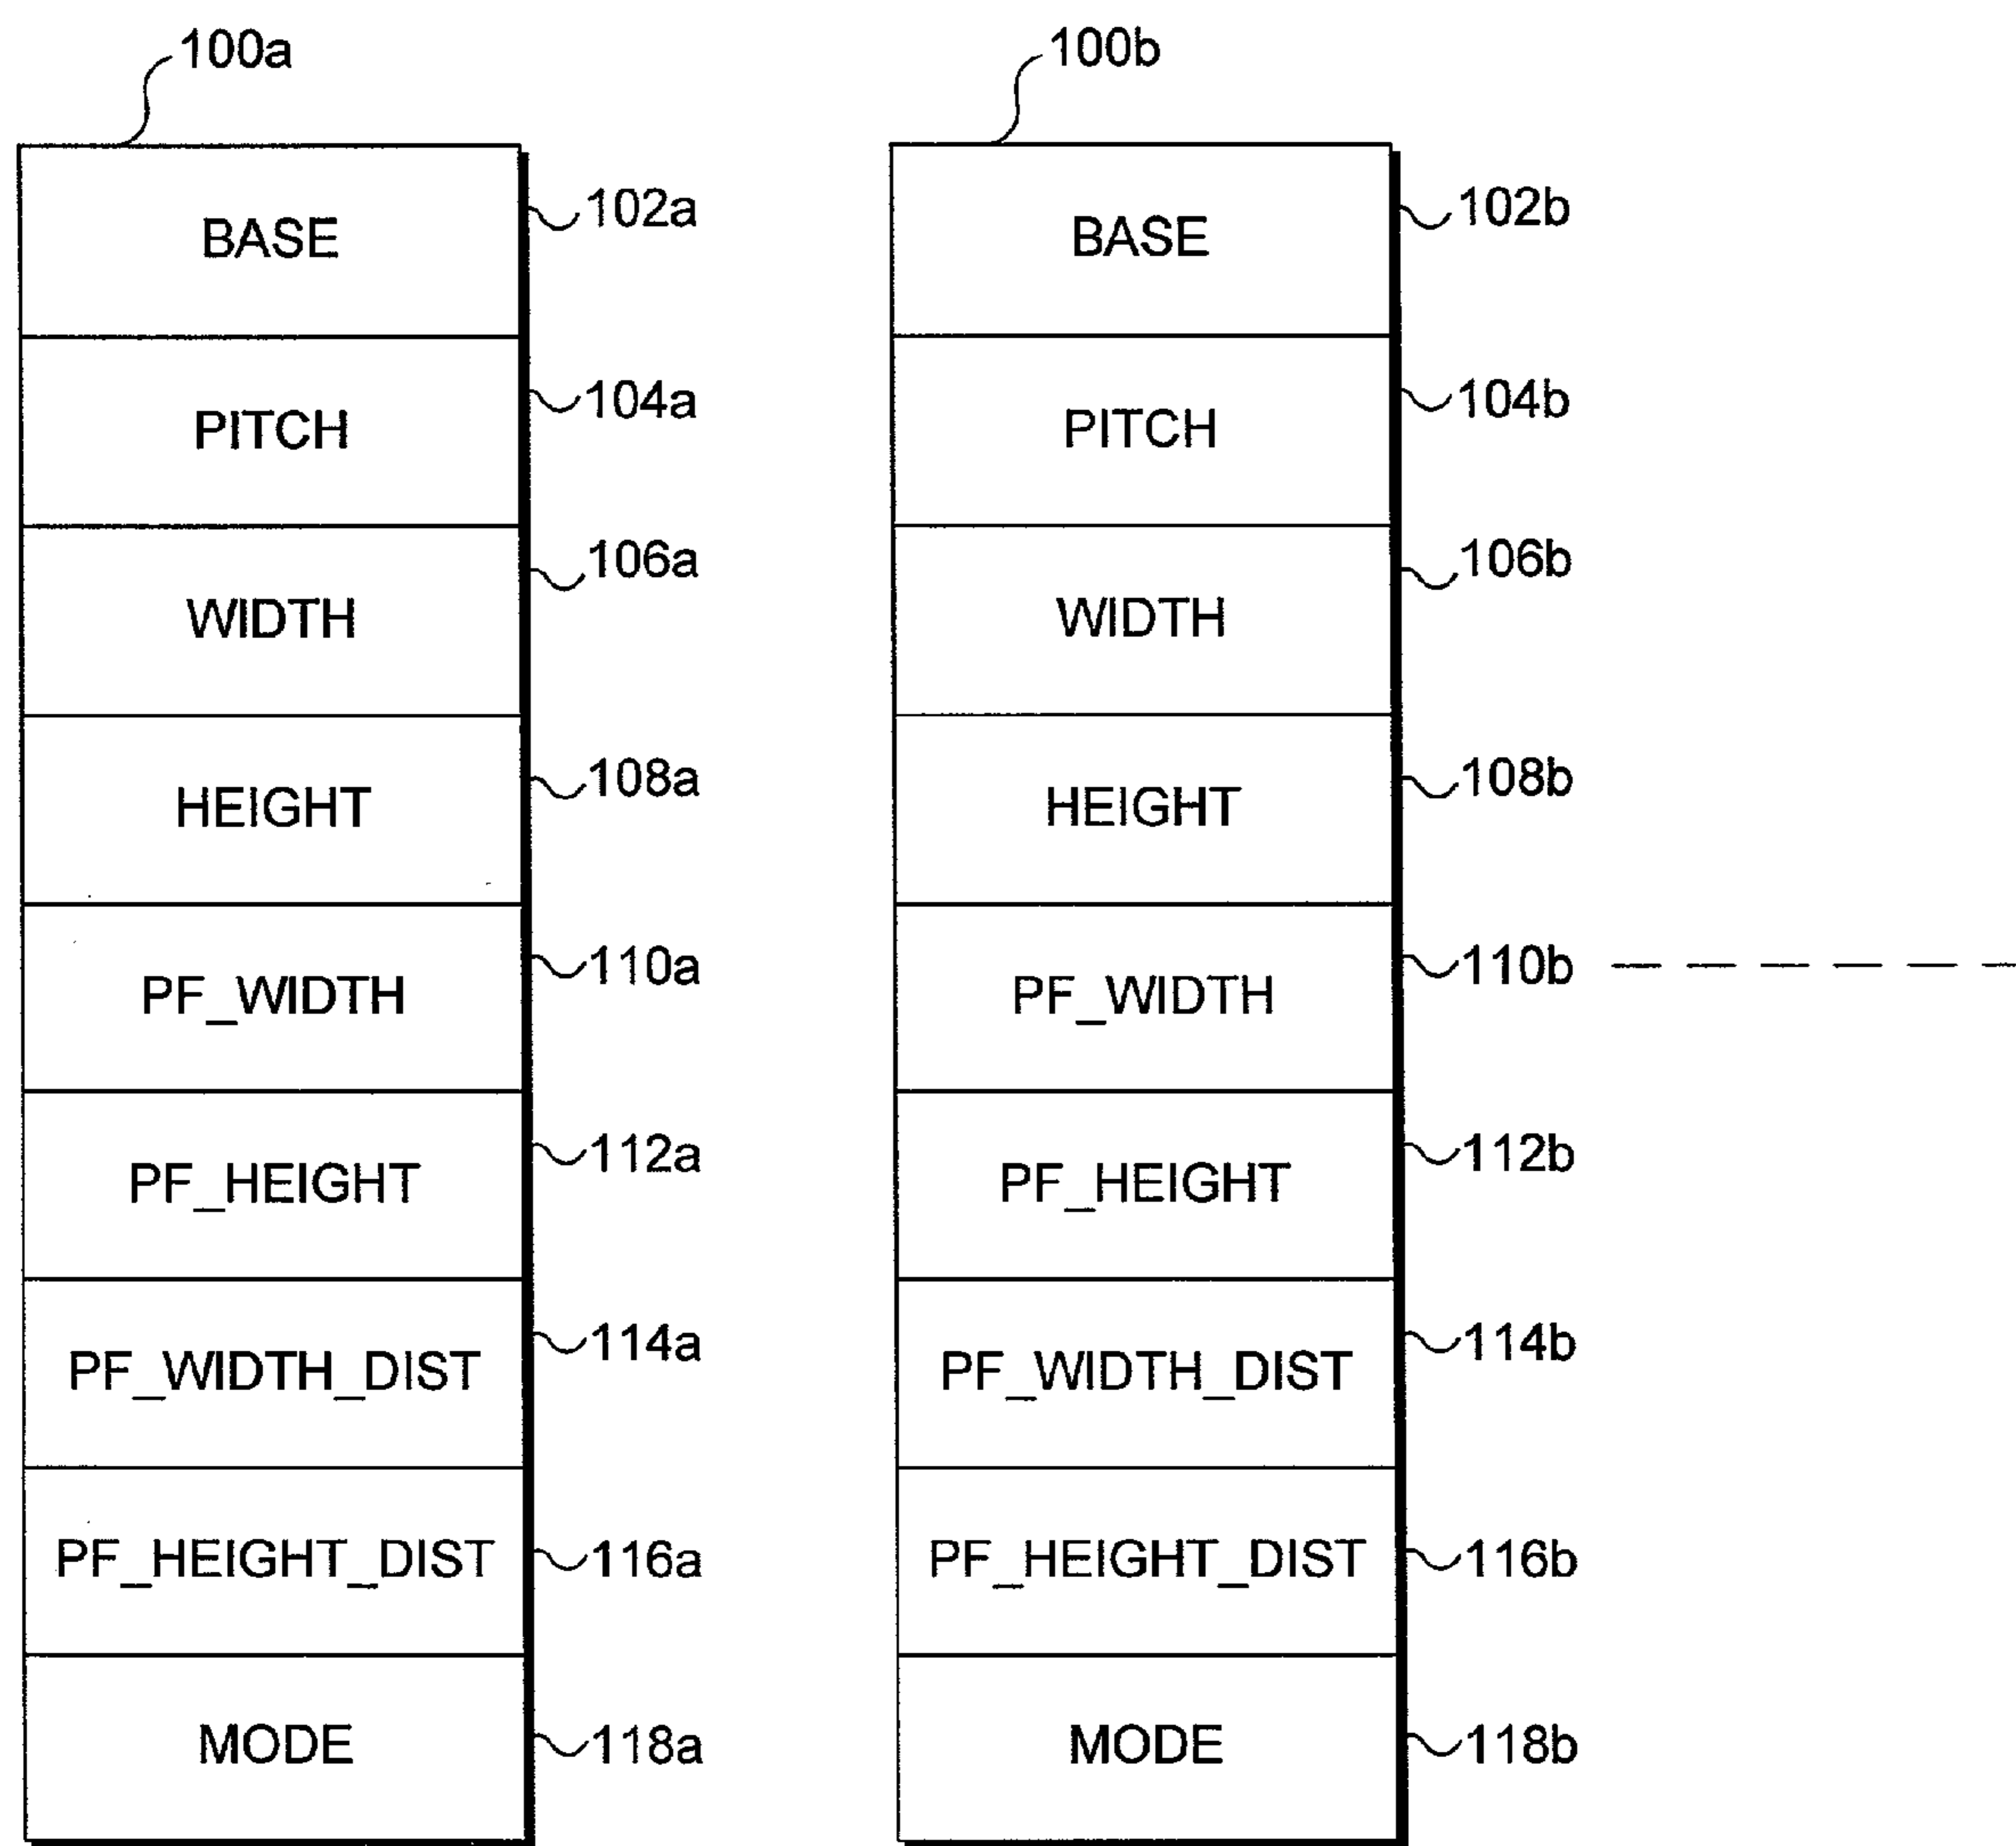 100a 100b
BASE 102a BASE 102b
PITCH 104a PITCH 104b
WIDTH 106a WIDTH 106b
HEIGHT 108a HEIGHT 108b
PF_WIDTH 110a PF_WIDTH 110b
PF_HEIGHT 112a PF_HEIGHT 112b
PF_WIDTH_DIST 114a PF_WIDTH_DIST 114b
PF_HEIGHT_DIST 116a PF_HEIGHT_DIST 116b
MODE 118a MODE 118b